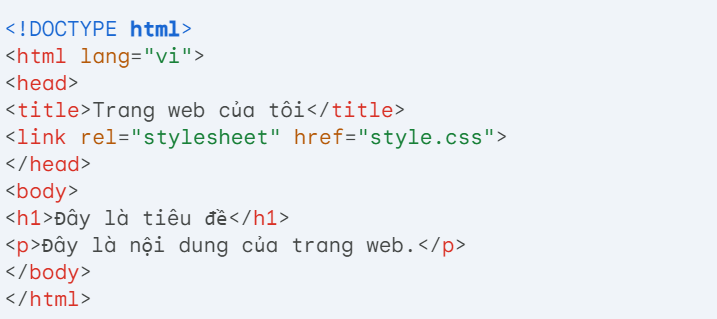 <!DOCTYPE html>
<html lang="vi">
<head>
<title>Trang web của tôi</title>
<link rel="stylesheet" href="style.css">
</head>
<body>
<h1>Đây là tiêu đề</h1>
<p>Đây là nội dung của trang web.</p>
</body>
</html>